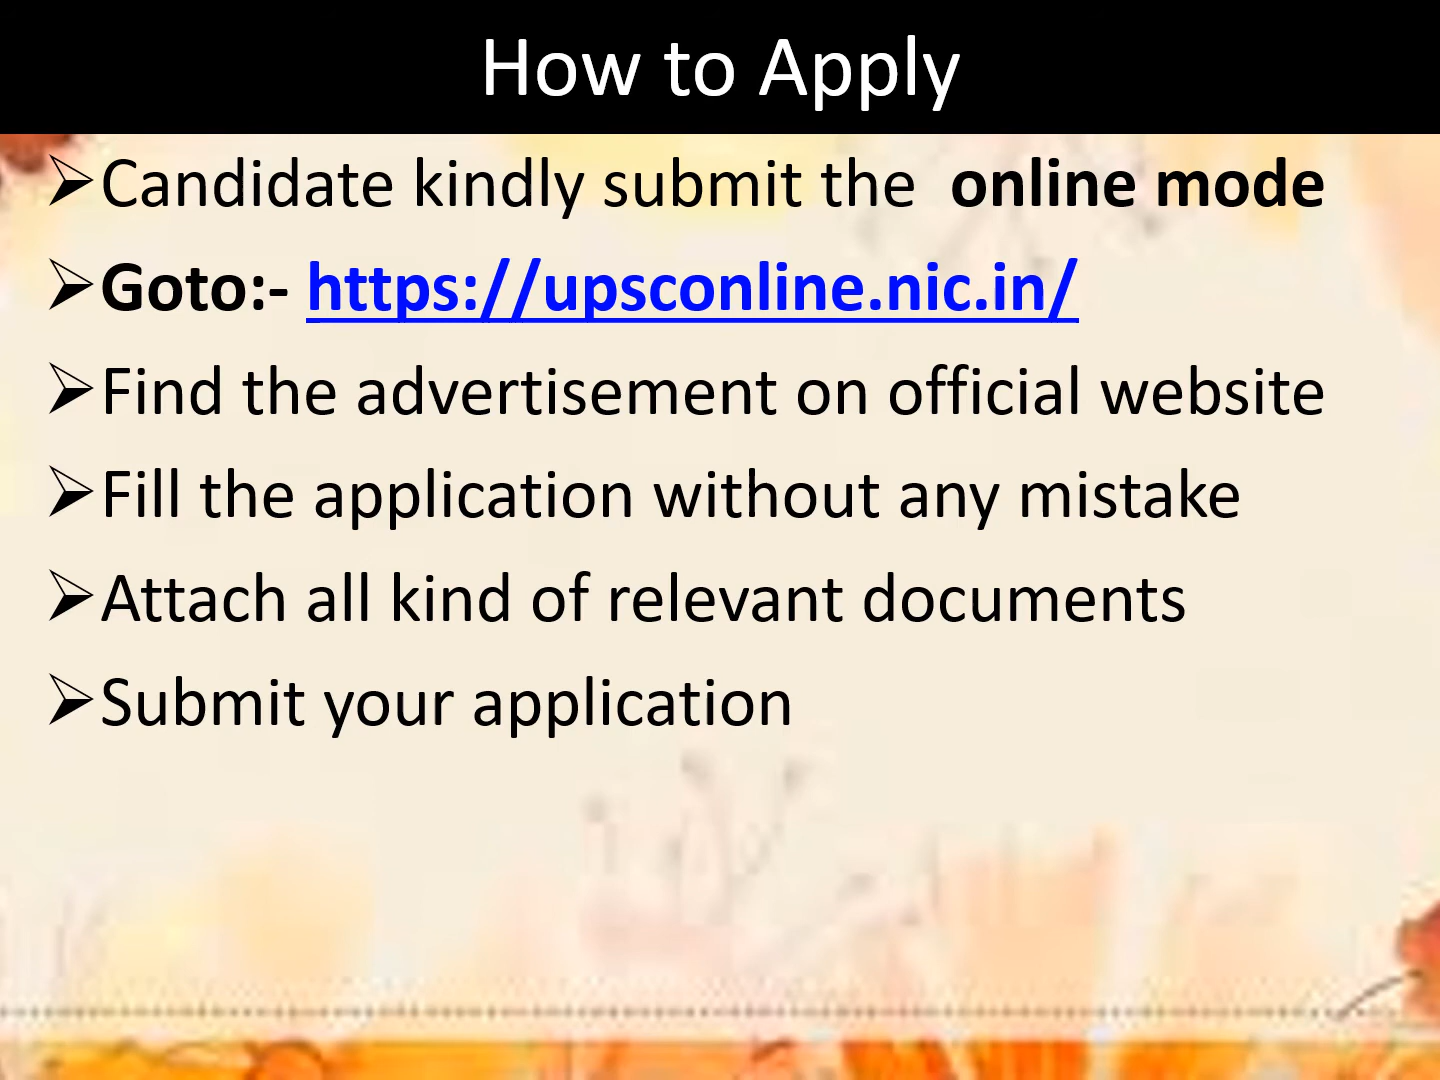 How to Apply
➢Candidate kindly submit the  online mode
➢Goto:- https://upsconline.nic.in/
➢Find the advertisement on official website
➢Fill the application without any mistake
➢Attach all kind of relevant documents
➢Submit your application